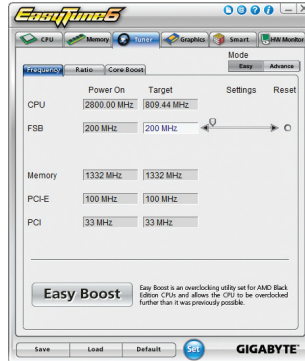 EasyTune6
CPU Memory Tuner Graphics Smart HW Monitor
Mode
Frequency Ratio Core Boost Easy Advance
Power On Target Settings Reset
CPU 2800.00 MHz 809.44 MHz
FSB 200 MHz 200 MHz
Memory 1332 MHz 1332 MHz
PCI-E 100 MHz 100 MHz
PCI 33 MHz 33 MHz
Easy Boost
Easy Boost is an overclocking utility set for AMD Black
Edition CPUs and allows the CPU to be overclocked
further than it was previously possible.
Save Load Default Set GIGABYTE™